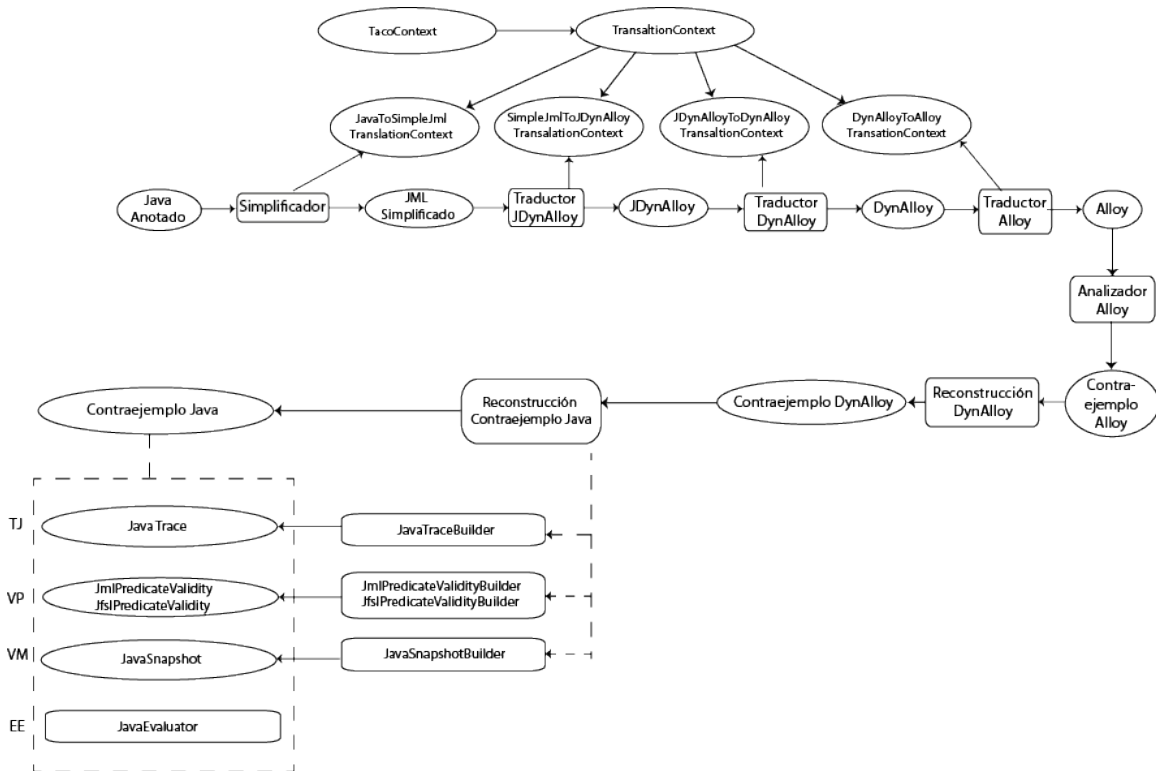 TacoContext
TransaltionContext
JavaToSimpleJml
TranslationContext
SimpleJmlToJDynAlloy
TransalationContext
JDynAlloyToDynAlloy
TransaltionContext
DynAlloyToAlloy
TransationContext
Java
Anotado
Simplificador
JML
Simplificado
Traductor
JDynAlloy
JDynAlloy
Traductor
DynAlloy
DynAlloy
Traductor
Alloy
Alloy
Analizador
Alloy
Contraejemplo Java
Reconstrucción
Contraejemplo Java
Contraejemplo DynAlloy
Reconstrucción
DynAlloy
Contra-
ejemplo
Alloy
TJ
JavaTrace
JavaTraceBuilder
VP
JmlPredicateValidity
JfslPredicateValidity
JmlPredicateValidityBuilder
JfslPredicateValidityBuilder
VM
JavaSnapshot
JavaSnapshotBuilder
EE
JavaEvaluator